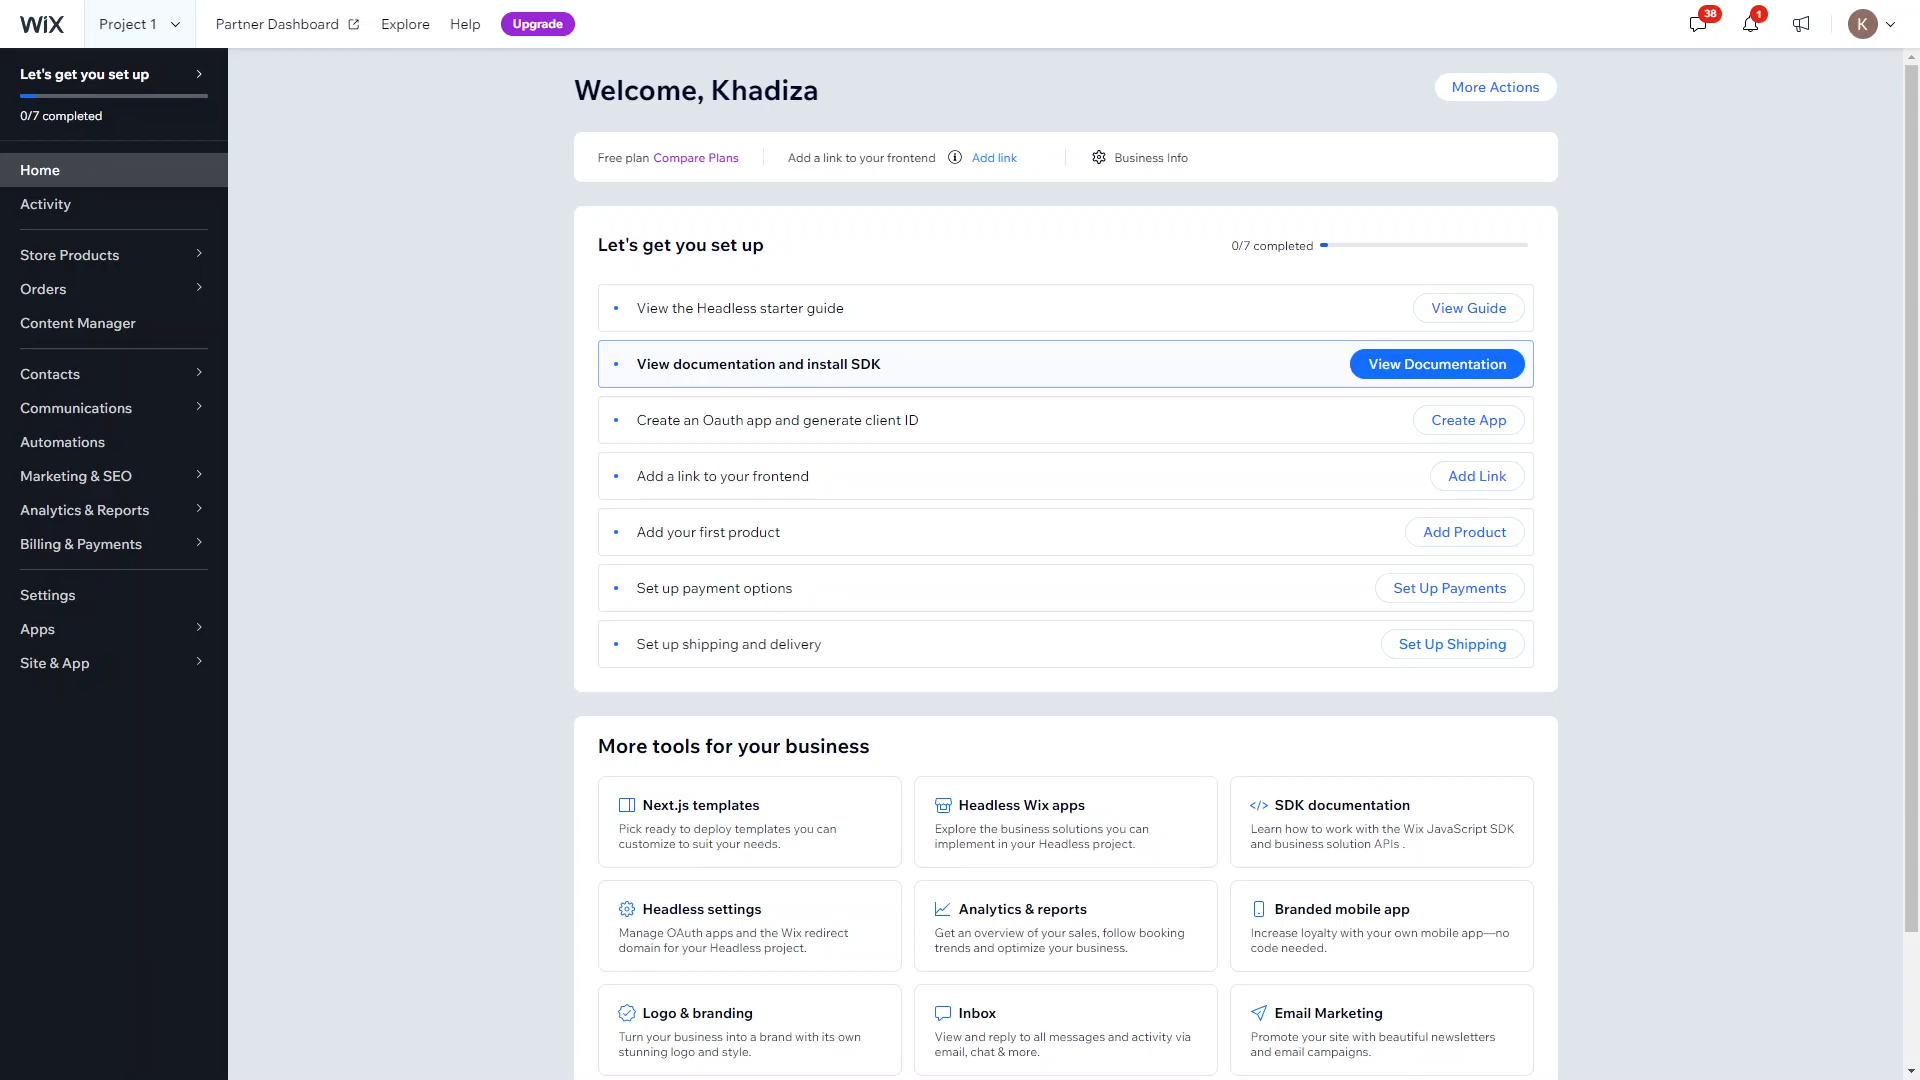 WiX
Project 1
Partner Dashboard
Explore
Help
Upgrade
38
1
K
Let's get you set up
0/7 completed
Home
Activity
Store Products
Orders
Content Manager
Contacts
Communications
Automations
Marketing & SEO
Analytics & Reports
Billing & Payments
Settings
Apps
Site & App
Welcome, Khadiza
More Actions
Free plan Compare Plans
Add a link to your frontend
Add link
Business Info
Let's get you set up
0/7 completed
View the Headless starter guide
View Guide
View documentation and install SDK
View Documentation
Create an Oauth app and generate client ID
Create App
Add a link to your frontend
Add Link
Add your first product
Add Product
Set up payment options
Set Up Payments
Set up shipping and delivery
Set Up Shipping
More tools for your business
Next.js templates
Pick ready to deploy templates you can
customize to suit your needs.
Headless Wix apps
Explore the business solutions you can
implement in your Headless project.
SDK documentation
Learn how to work with the Wix JavaScript SDK
and business solution APIs .
Headless settings
Manage OAuth apps and the Wix redirect
domain for your Headless project.
Analytics & reports
Get an overview of your sales, follow booking
trends and optimize your business.
Branded mobile app
Increase loyalty with your own mobile app—no
code needed.
Logo & branding
Turn your business into a brand with its own
stunning logo and style.
Inbox
View and reply to all messages and activity via
email, chat & more.
Email Marketing
Promote your site with beautiful newsletters
and email campaigns.